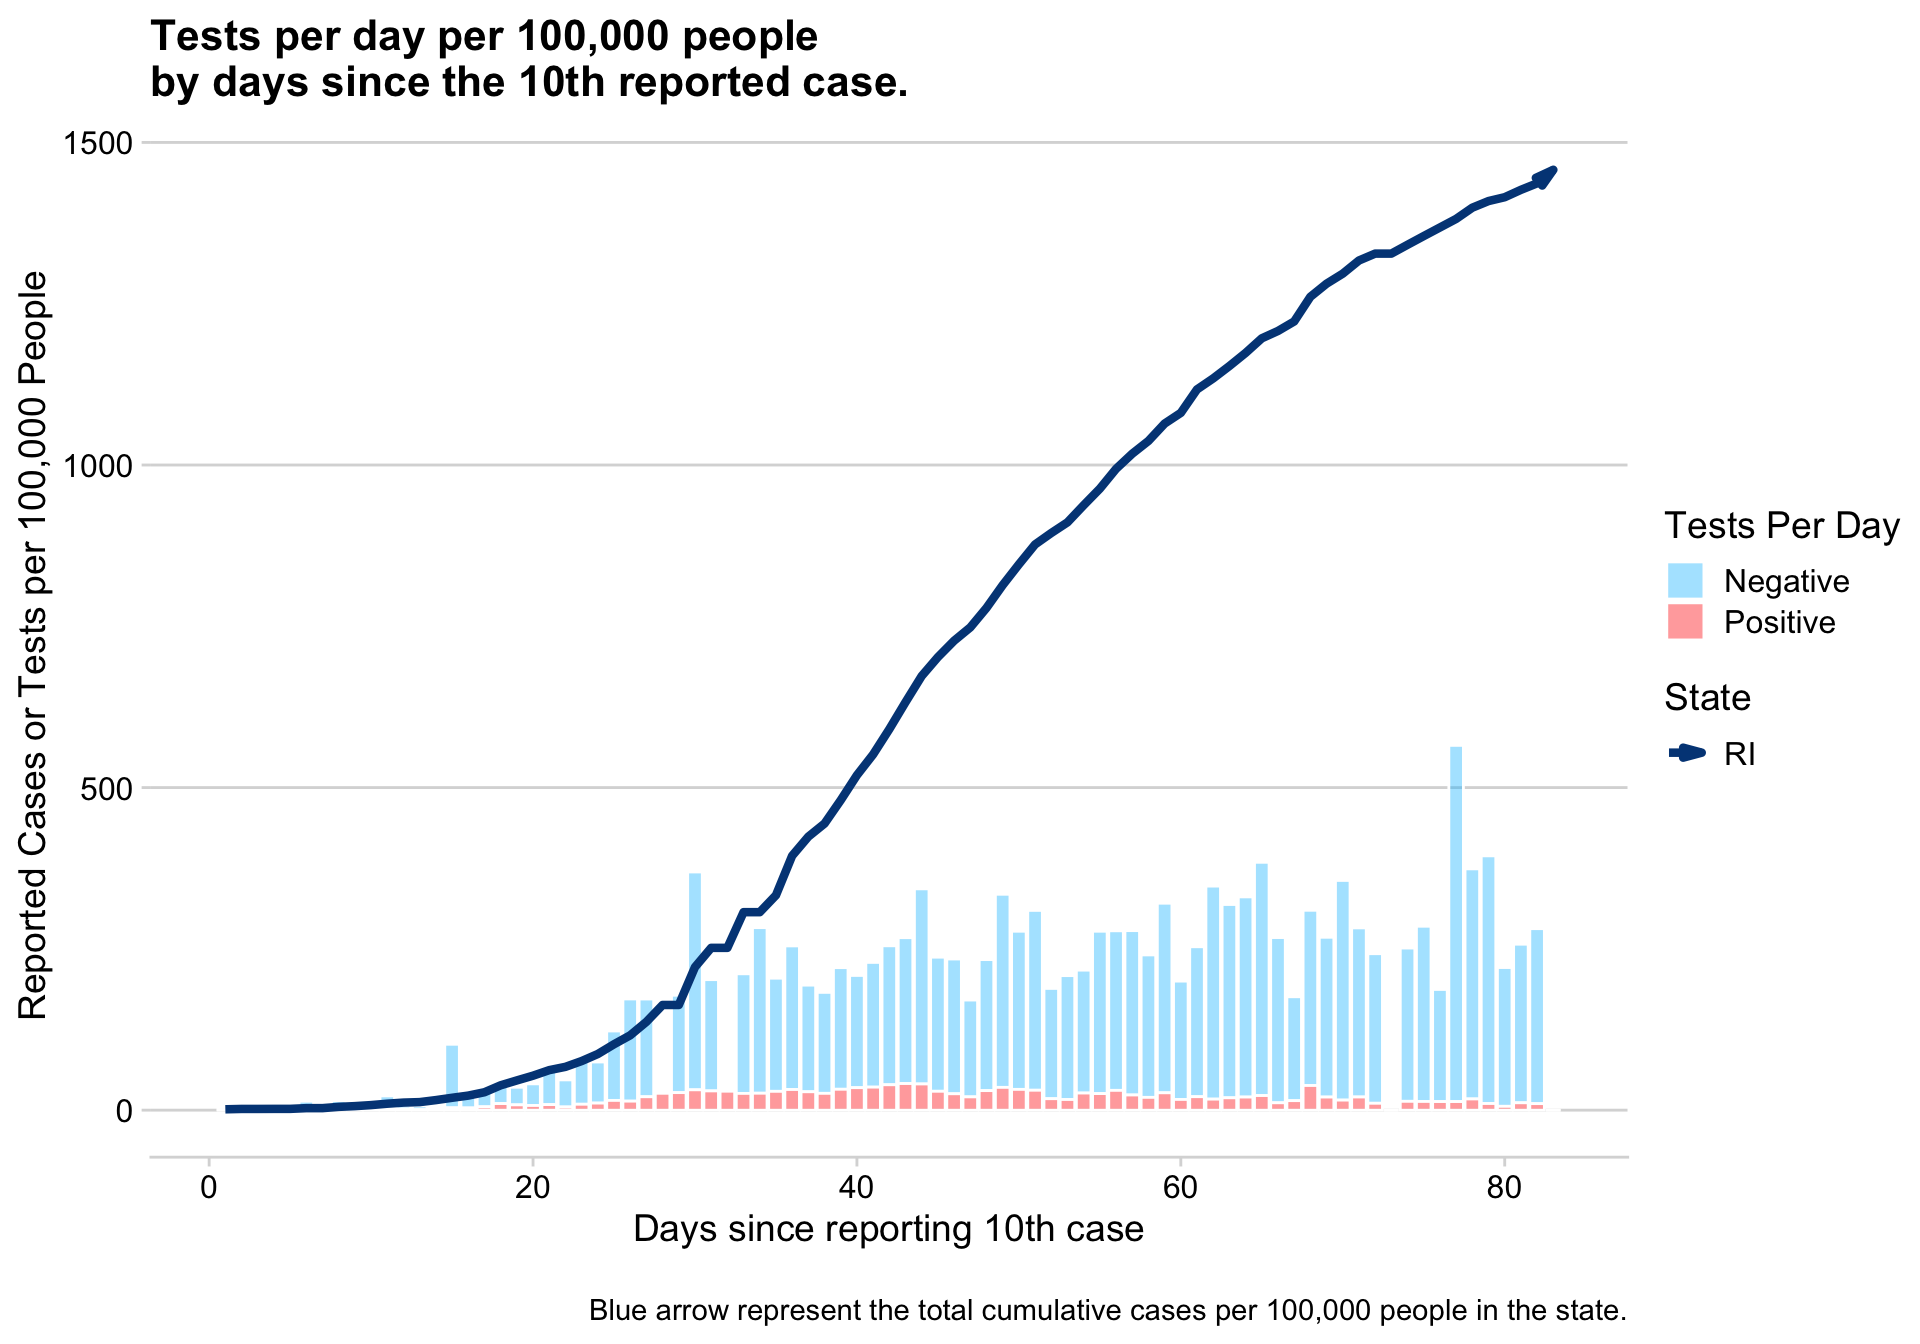 Tests per day per 100,000 people
by days since the 10th reported case.
Reported Cases or Tests per 100,000 People
1500
1000
500
0
0 20 40 60 80
Days since reporting 10th case
Tests Per Day
Negative
Positive
State
RI
Blue arrow represent the total cumulative cases per 100,000 people in the state.